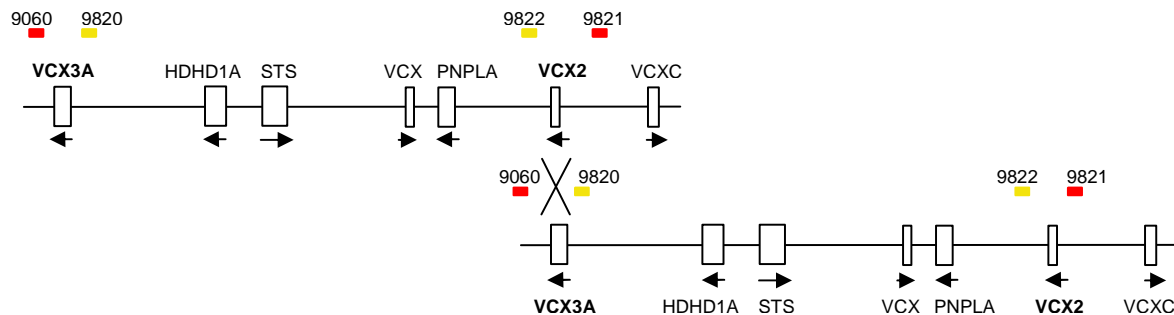 9060 9820 9822 9821
VCX3A HDHD1A STS VCX PNPLA VCX2 VCXC
9060 9820 9822 9821
VCX3A HDHD1A STS VCX PNPLA VCX2 VCXC